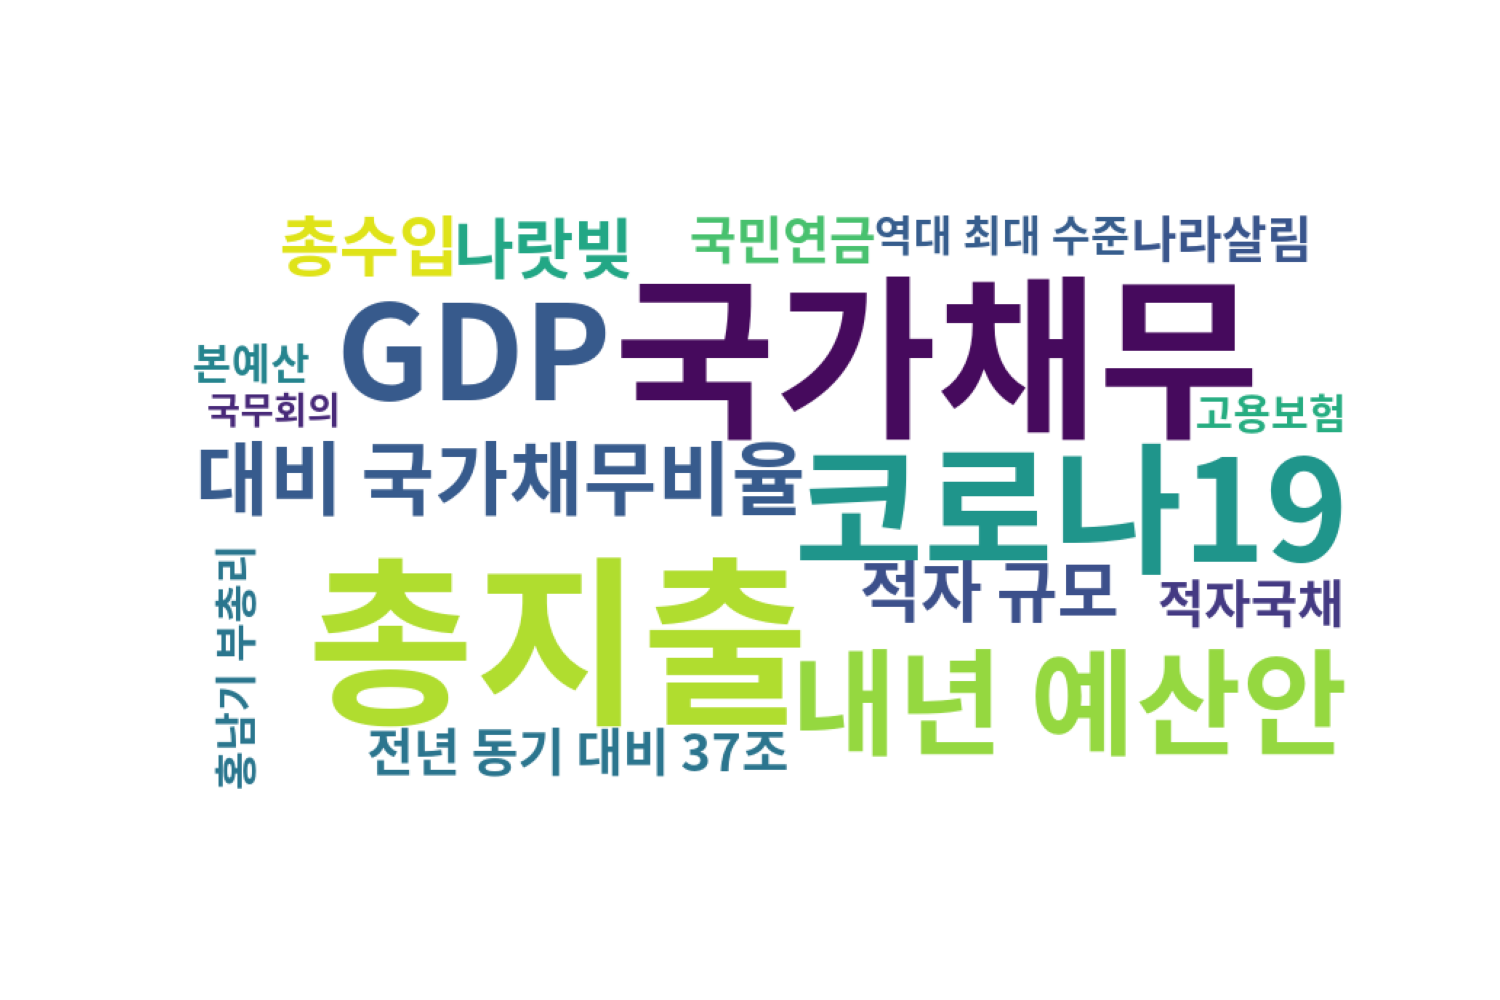 총수입
나랏빚
국민연금
역대 최대 수준
나라살림
GDP
국가채무
본예산
국무회의
고용보험
대비 국가채무비율
코로나19
홍남기 부총리
총지출
적자 규모
적자국채
내년 예산안
전년 동기 대비 37조